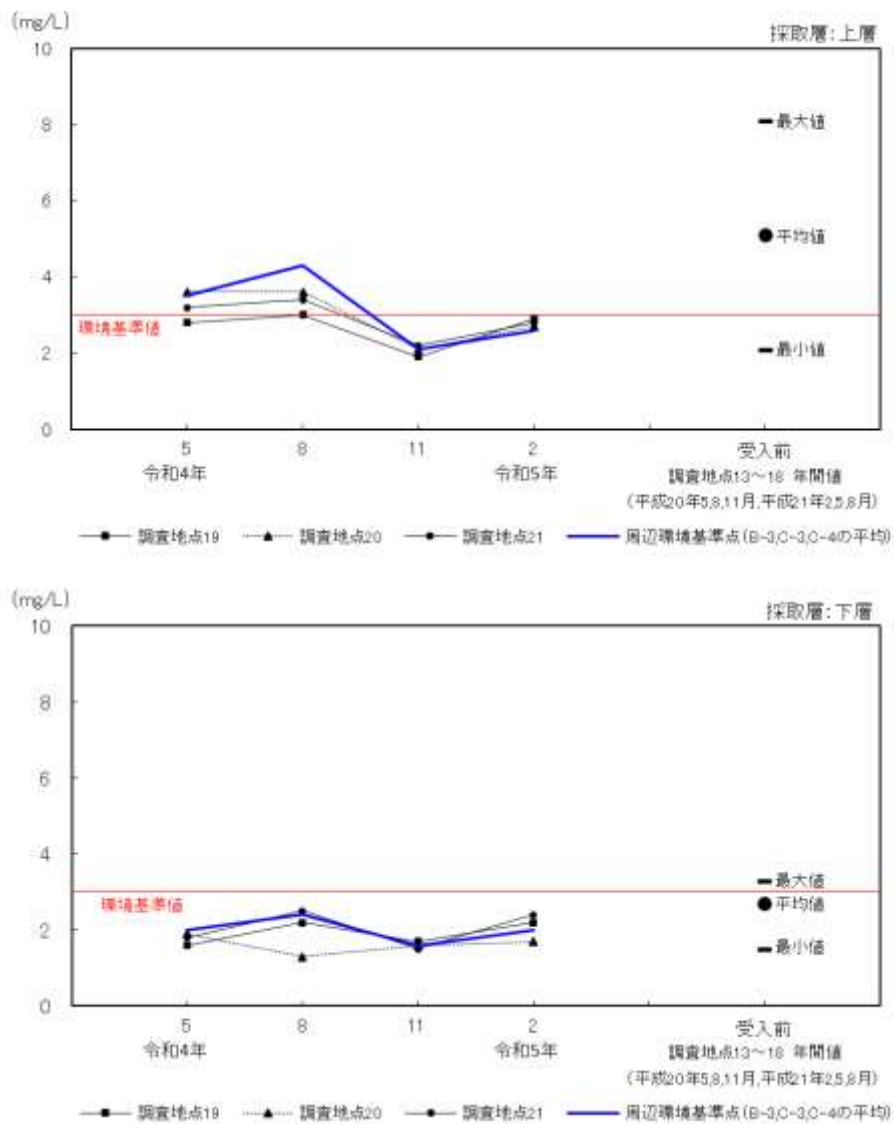 (mg/L)
採取層:上層
10
8
6
4
2
0
最大値
平均値
最小値
環境基準値
5 8 11 2 受入前
令和4年 令和5年 調査地点13~18 年間値
(平成20年5,8,11月,平成21年2,5,8月)
調査地点19 調査地点20 調査地点21 周辺環境基準点(B-3,C-3,C-4の平均)
(mg/L)
採取層:下層
10
8
6
4
2
0
最大値
平均値
最小値
環境基準値
5 8 11 2 受入前
令和4年 令和5年 調査地点13~18 年間値
(平成20年5,8,11月,平成21年2,5,8月)
調査地点19 調査地点20 調査地点21 周辺環境基準点(B-3,C-3,C-4の平均)